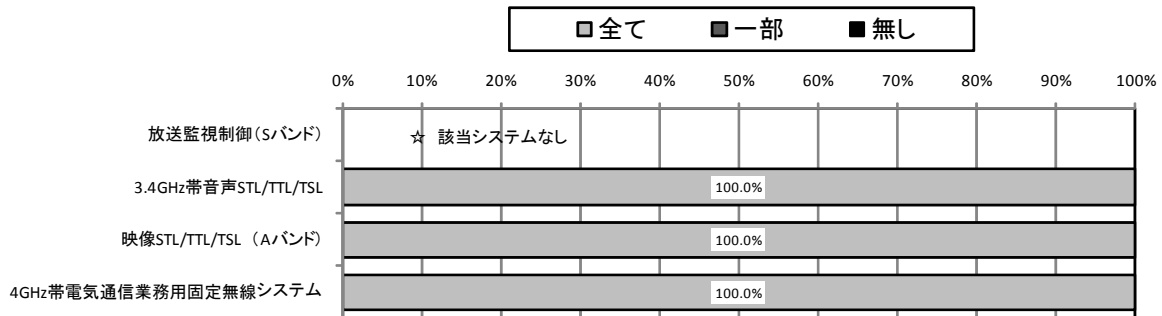 全て 一部 無し
0% 10% 20% 30% 40% 50% 60% 70% 80% 90% 100%
放送監視制御(Sバンド) ☆ 該当システムなし
3.4GHz帯音声STL/TTL/TSL 100.0%
映像STL/TTL/TSL (Aバンド) 100.0%
4GHz帯電気通信業務用固定無線システム 100.0%